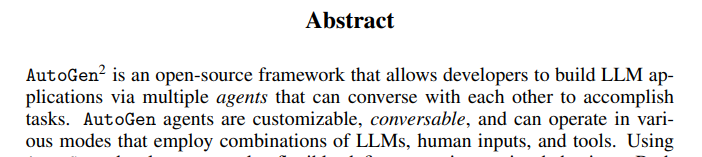 Abstract
AutoGen² is an open-source framework that allows developers to build LLM ap-
plications via multiple agents that can converse with each other to accomplish
tasks. AutoGen agents are customizable, conversable, and can operate in vari-
ous modes that employ combinations of LLMs, human inputs, and tools. Using